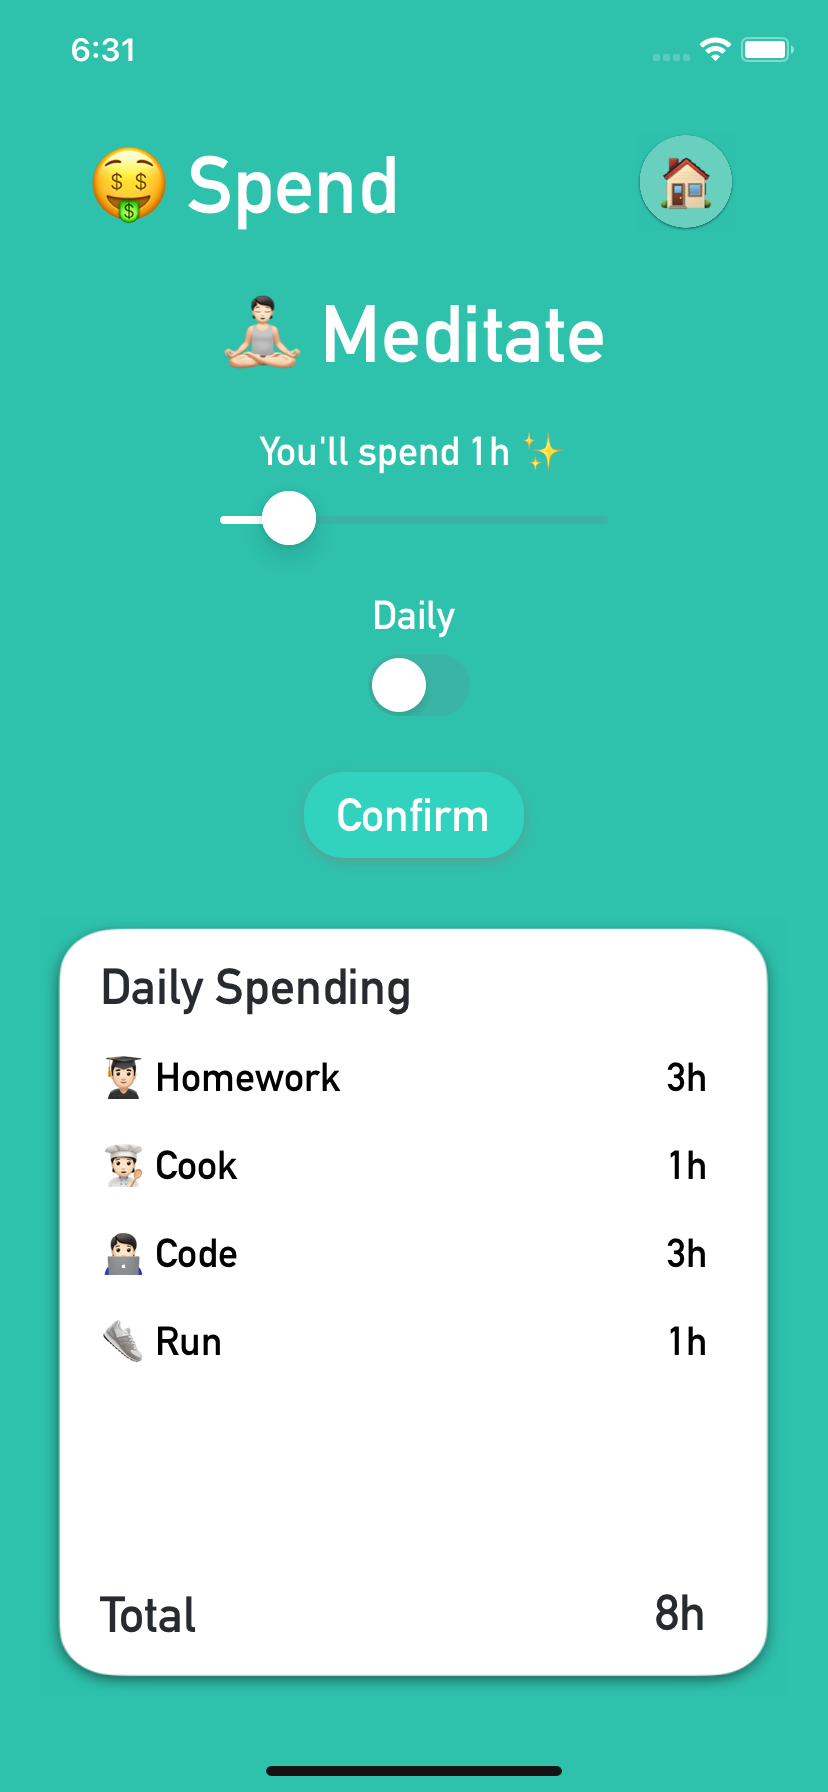 6:31
Spend
Meditate
You'll spend 1h ✨
Daily
Confirm
Daily Spending
Homework 3h
Cook 1h
Code 3h
Run 1h
Total 8h